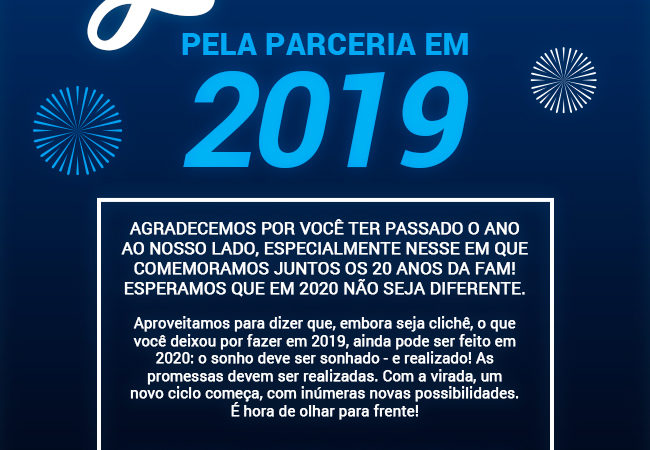 PELA PARCERIA EM
2019
AGRADECEMOS POR VOCÊ TER PASSADO O ANO
AO NOSSO LADO, ESPECIALMENTE NESSE EM QUE
COMEMORAMOS JUNTOS OS 20 ANOS DA FAM!
ESPERAMOS QUE EM 2020 NÃO SEJA DIFERENTE.
Aproveitamos para dizer que, embora seja clichê, o que
você deixou por fazer em 2019, ainda pode ser feito em
2020: o sonho deve ser sonhado - e realizado! As
promessas devem ser realizadas. Com a virada, um
novo ciclo começa, com inúmeras novas possibilidades.
É hora de olhar para frente!